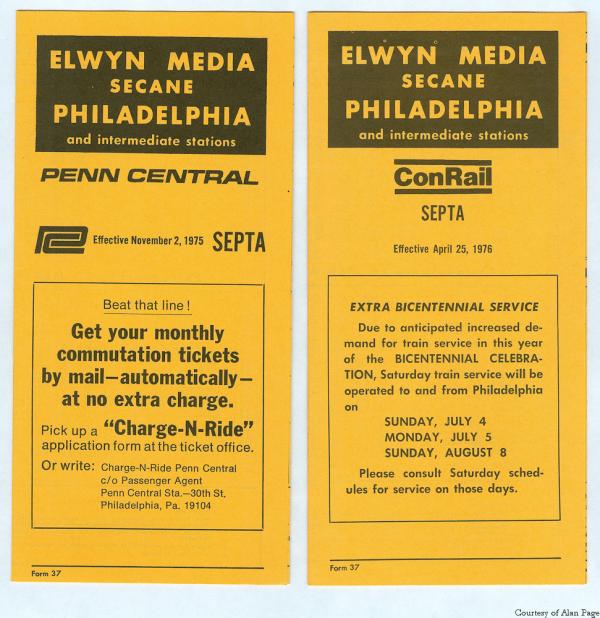 ELWYN MEDIA
SECANE
PHILADELPHIA
and intermediate stations
PENN CENTRAL
Effective November 2, 1975 SEPTA
Beat that line!
Get your monthly
commutation tickets
by mail—automatically—
at no extra charge.
Pick up a "Charge-N-Ride"
application form at the ticket office.
Or write: Charge-N-Ride Penn Central
c/o Passenger Agent
Penn Central Sta.—30th St.
Philadelphia, Pa. 19104
Form 37
ELWYN MEDIA
SECANE
PHILADELPHIA
and intermediate stations
ConRail
SEPTA
Effective April 25, 1976
EXTRA BICENTENNIAL SERVICE
Due to anticipated increased de-
mand for train service in this year
of the BICENTENNIAL CELEBRA-
TION, Saturday train service will be
operated to and from Philadelphia
on
SUNDAY, JULY 4
MONDAY, JULY 5
SUNDAY, AUGUST 8
Please consult Saturday sched-
ules for service on those days.
Form 37
Courtesy of Alan Page